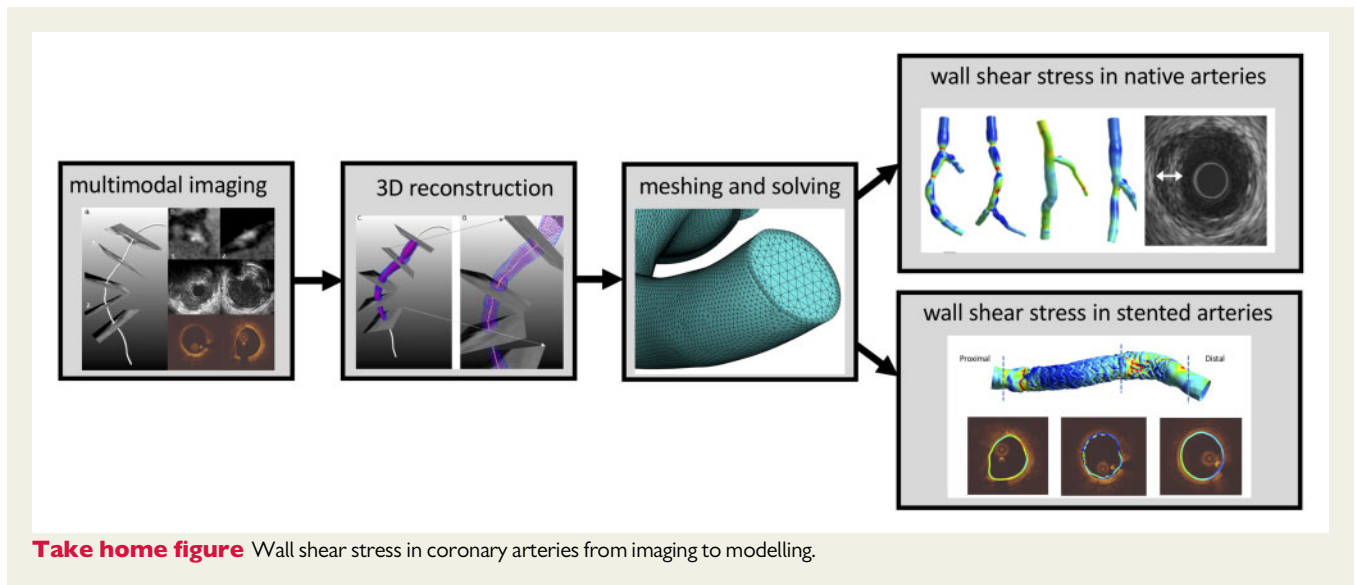 multimodal imaging
3D reconstruction
meshing and solving
wall shear stress in native arteries
wall shear stress in stented arteries
Proximal
Distal
Take home figure Wall shear stress in coronary arteries from imaging to modelling.